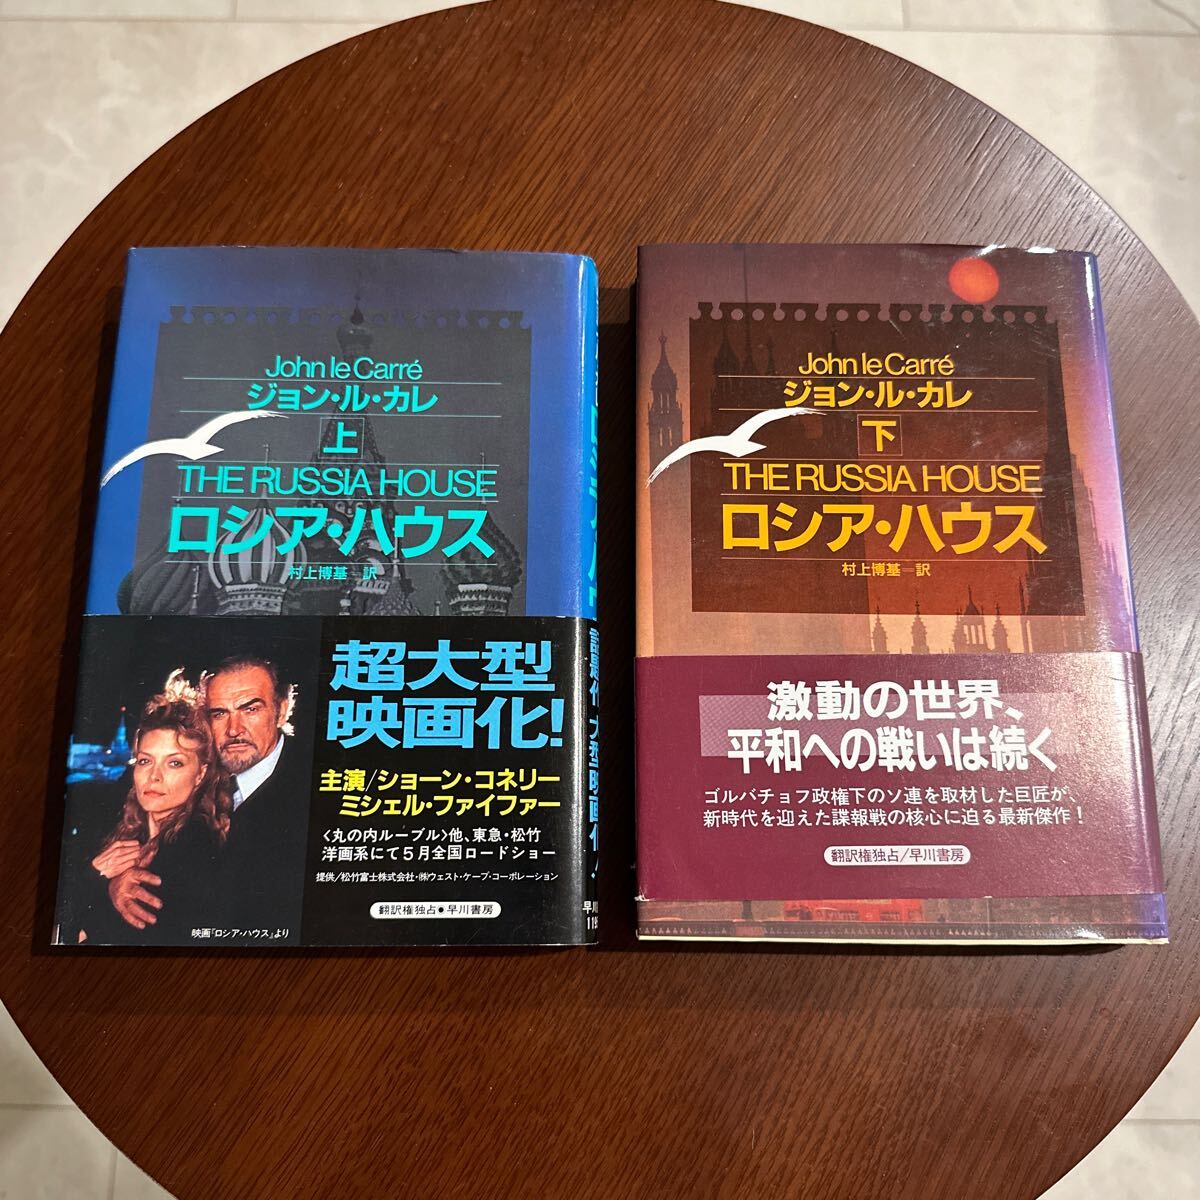 John le Carré
ジョン・ル・カレ
上
THE RUSSIA HOUSE
ロシア・ハウス
村上博基＝訳
超大型
映画化!
主演/ショーン・コネリー
ミシェル・ファイファー
〈丸の内ルーブル〉他、東急・松竹
洋画系にて5月全国ロードショー
提供/松竹富士株式会社・㈱ウェスト・ケープ・コーポレーション
翻訳権独占●早川書房
映画「ロシア・ハウス」より
話題作 大型映画化!
John le Carré
ジョン・ル・カレ
下
THE RUSSIA HOUSE
ロシア・ハウス
村上博基＝訳
激動の世界、
平和への戦いは続く
ゴルバチョフ政権下のソ連を取材した巨匠が、
新時代を迎えた諜報戦の核心に迫る最新傑作！
翻訳権独占/早川書房